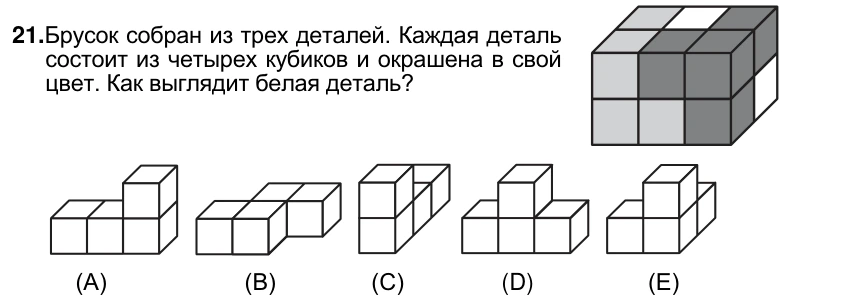 21.Брусок собран из трех деталей. Каждая деталь
состоит из четырех кубиков и окрашена в свой
цвет. Как выглядит белая деталь?
(A) (B) (C) (D) (E)